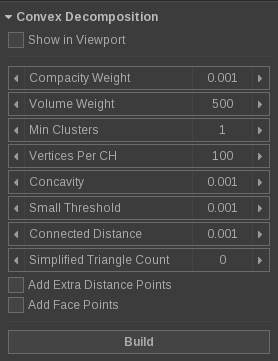 Convex Decomposition
Show in Viewport
Compacity Weight 0.001
Volume Weight 500
Min Clusters 1
Vertices Per CH 100
Concavity 0.001
Small Threshold 0.001
Connected Distance 0.001
Simplified Triangle Count 0
Add Extra Distance Points
Add Face Points
Build